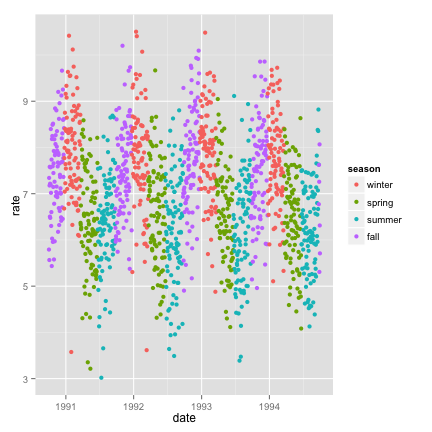 9
7
5
3
rate
1991 1992 1993 1994
date
season
winter
spring
summer
fall